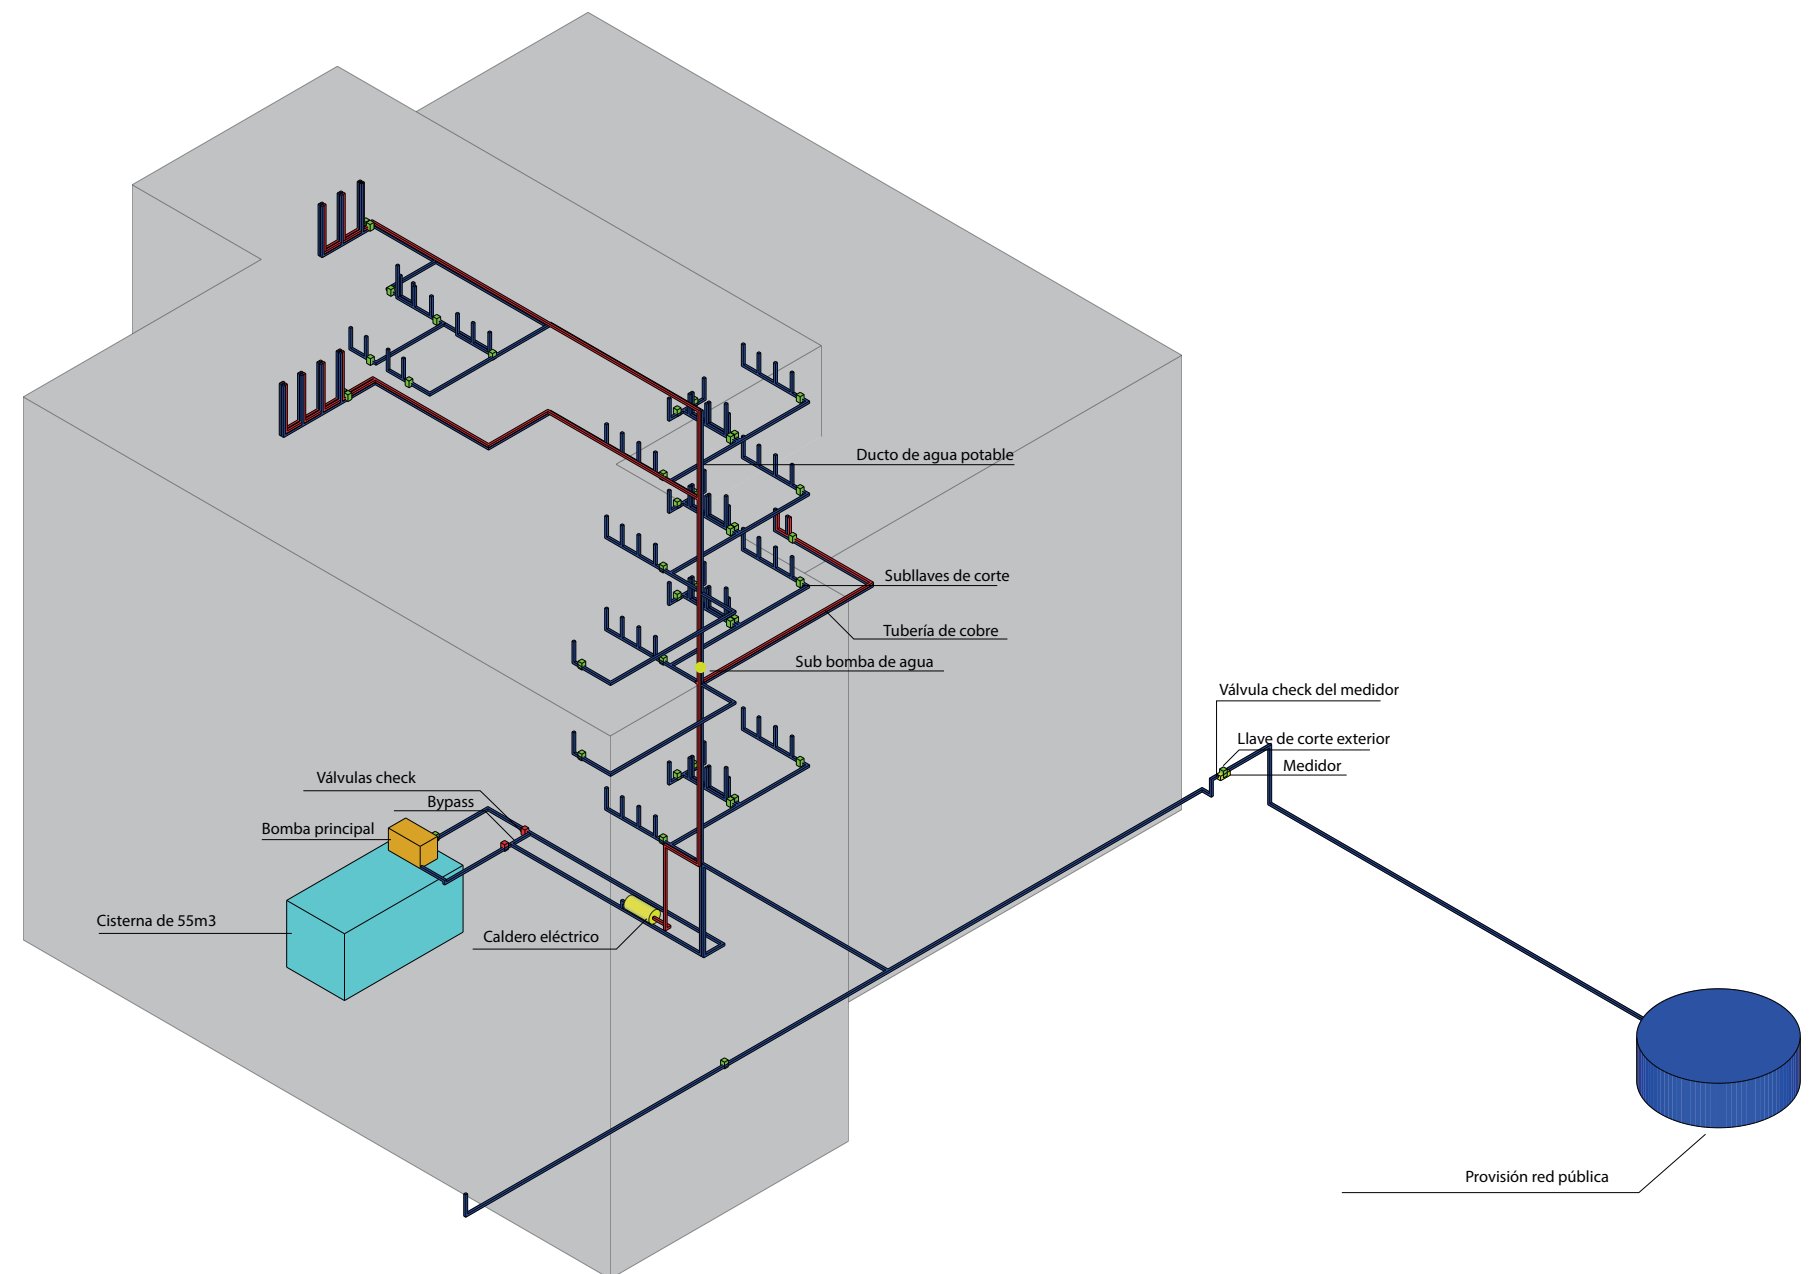 Ducto de agua potable
Subllaves de corte
Tubería de cobre
Sub bomba de agua
Válvula check del medidor
Llave de corte exterior
Medidor
Válvulas check
Bypass
Bomba principal
Cisterna de 55m3
Caldero eléctrico
Provisión red pública